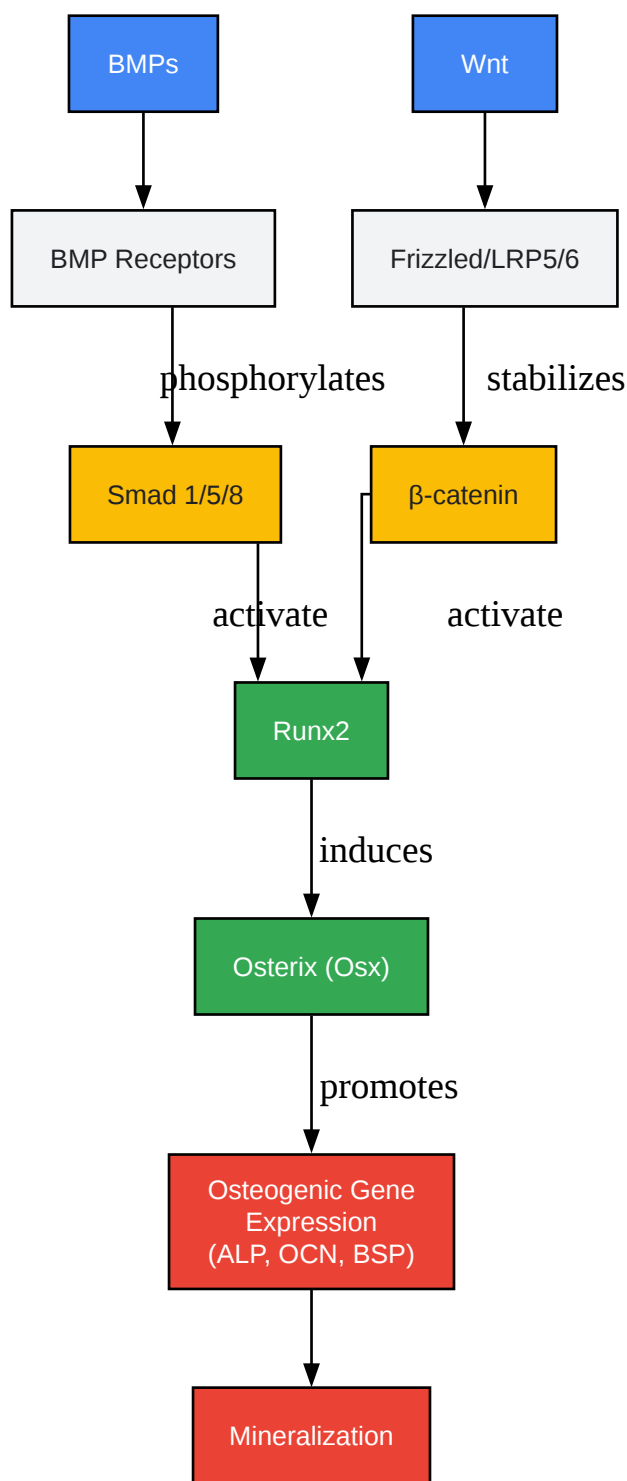 BMPs
Wnt
BMP Receptors
Frizzled/LRP5/6
phosphorylates
stabilizes
Smad 1/5/8
β-catenin
activate
activate
Runx2
induces
Osterix (Osx)
promotes
Osteogenic Gene
Expression
(ALP, OCN, BSP)
Mineralization